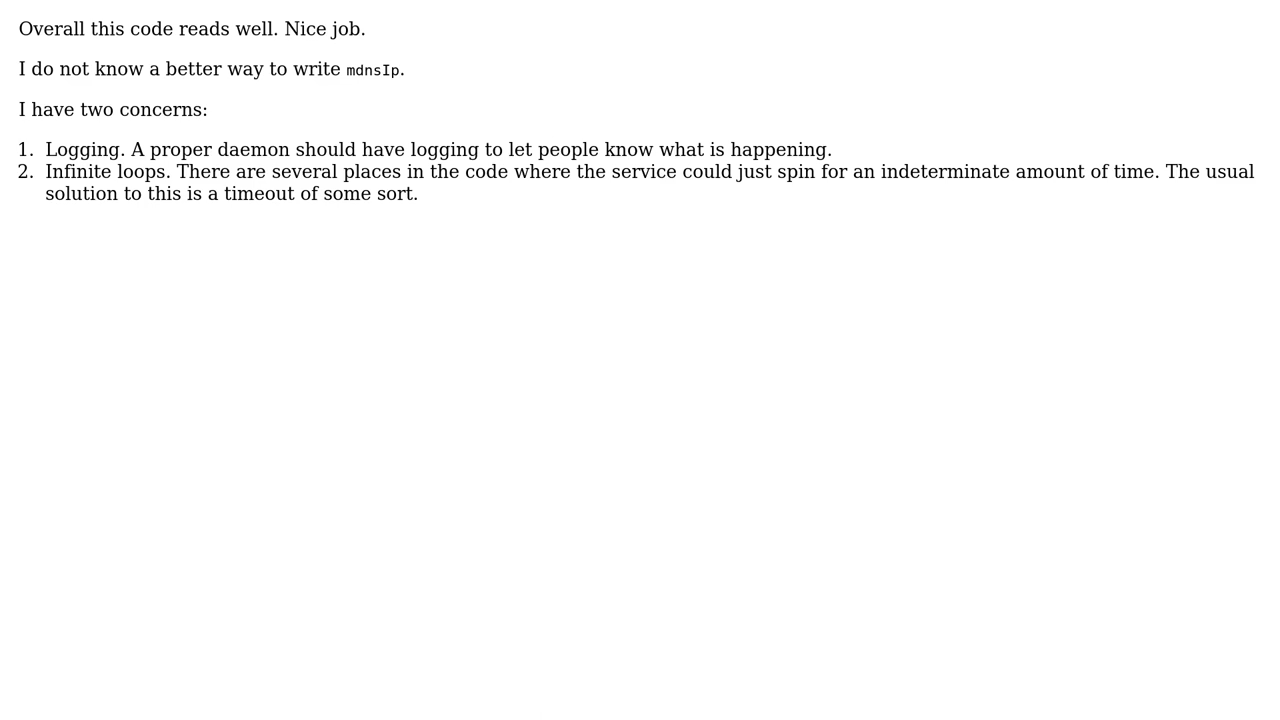 Overall this code reads well. Nice job.
I do not know a better way to write mdnsIp.
I have two concerns:
1. Logging. A proper daemon should have logging to let people know what is happening.
2. Infinite loops. There are several places in the code where the service could just spin for an indeterminate amount of time. The usual
solution to this is a timeout of some sort.